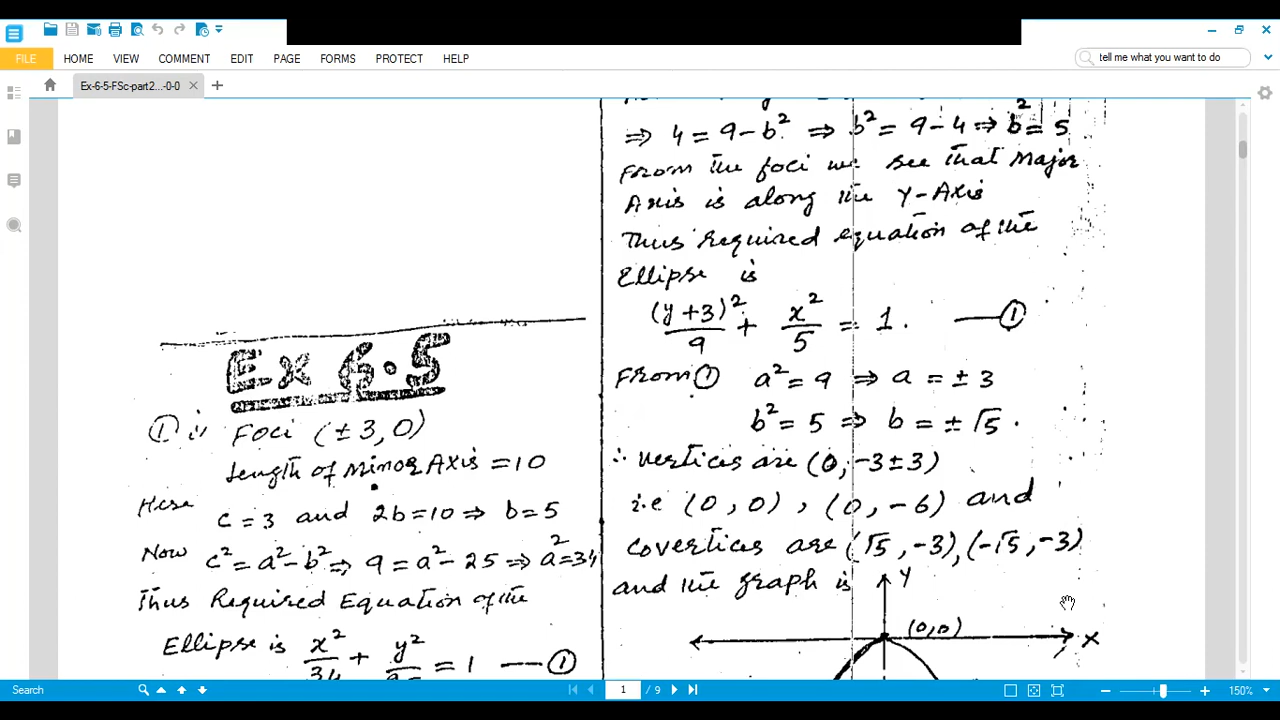 FILE HOME VIEW COMMENT EDIT PAGE FORMS PROTECT HELP
tell me what you want to do
Ex-6-5-FSc-part2...-0-0
Ex 6.5
① i, Foci (±3, 0)
Length of Minor Axis = 10
Here c = 3 and 2b = 10 ⇒ b = 5
Now c² = a² - b² ⇒ 9 = a² - 25 ⇒ a² = 34
Thus Required Equation of the
Ellipse is x²/34 + y²/ = 1 — ①
⇒ 4 = 9 - b² ⇒ b² = 9 - 4 ⇒ b² = 5
From the foci we see that Major
Axis is along the Y-Axis
Thus required equation of the
Ellipse is
(y+3)²/9 + x²/5 = 1. — ①
From ① a² = 9 ⇒ a = ±3
b² = 5 ⇒ b = ±√5.
∴ vertices are (0, -3±3)
i.e (0, 0), (0, -6) and
covertices are (√5, -3), (-√5, -3)
and the graph is
Y
(0,0)
X
Search
1 / 9
150%